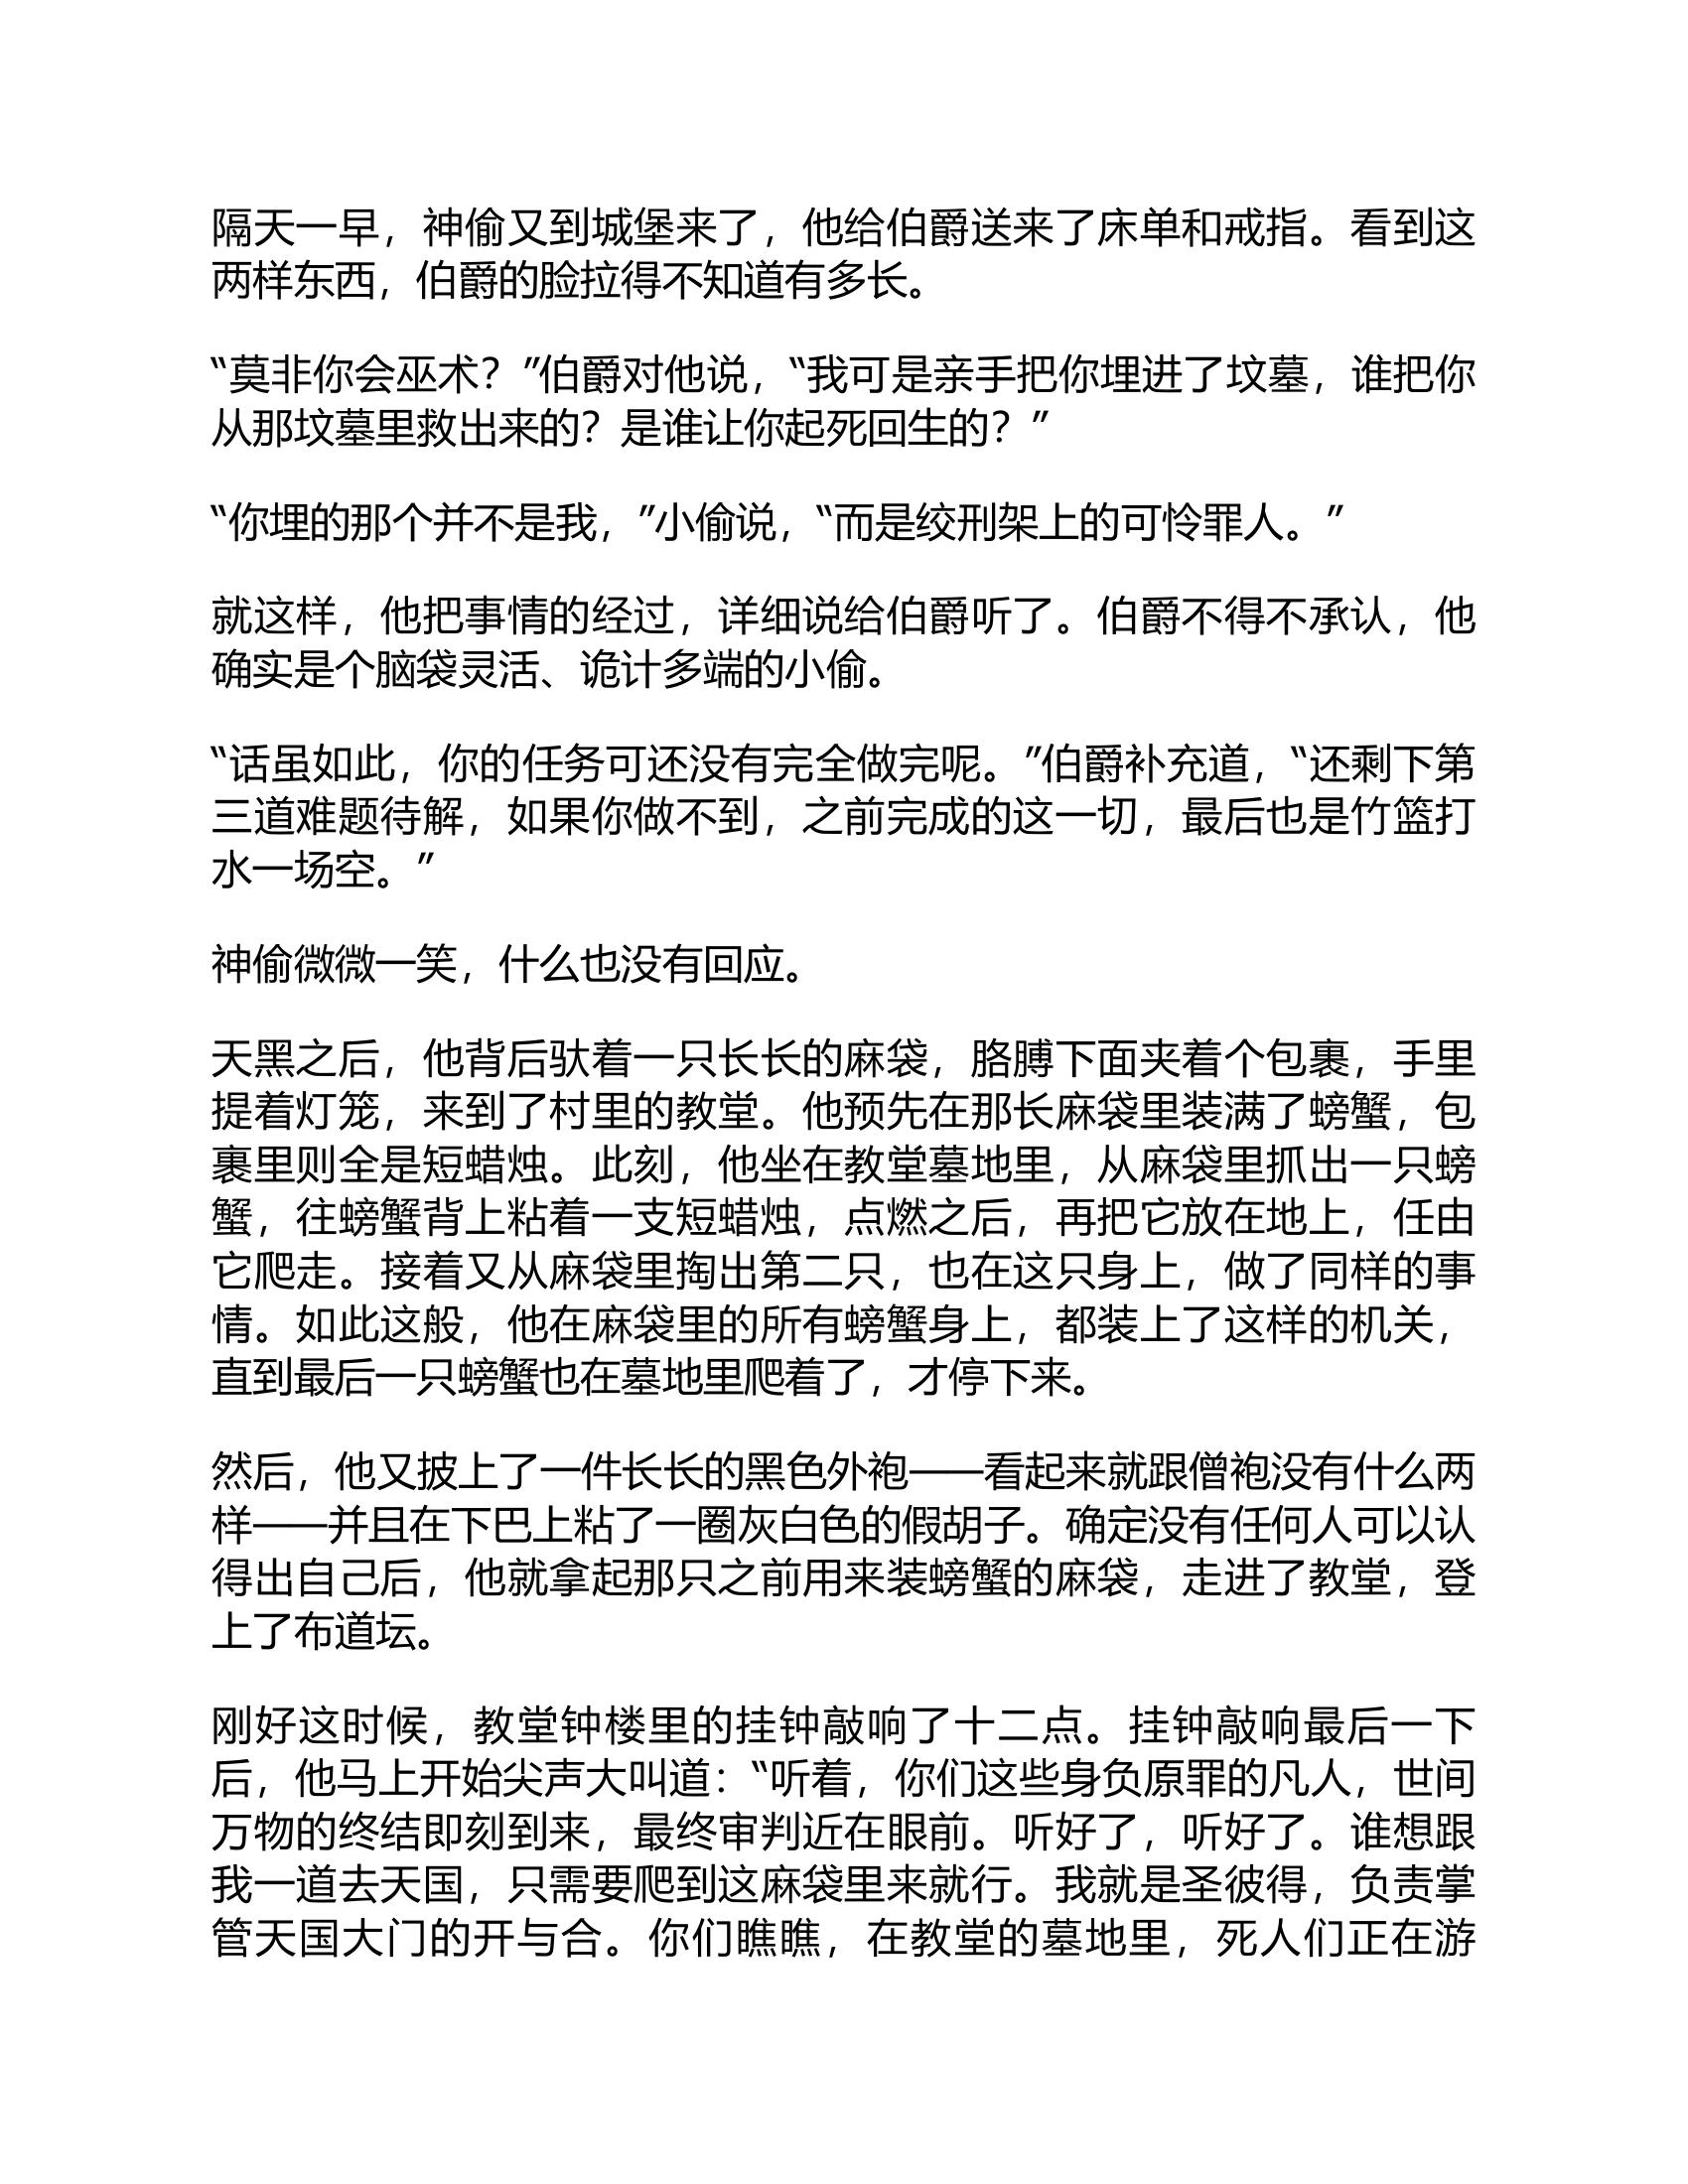 隔天一早，神偷又到城堡来了，他给伯爵送来了床单和戒指。看到这
两样东西，伯爵的脸拉得不知道有多长。
“莫非你会巫术？”伯爵对他说，“我可是亲手把你埋进了坟墓，谁把你
从那坟墓里救出来的？是谁让你起死回生的？”
“你埋的那个并不是我，”小偷说，“而是绞刑架上的可怜罪人。”
就这样，他把事情的经过，详细说给伯爵听了。伯爵不得不承认，他
确实是个脑袋灵活、诡计多端的小偷。
“话虽如此，你的任务可还没有完全做完呢。”伯爵补充道，“还剩下第
三道难题待解，如果你做不到，之前完成的这一切，最后也是竹篮打
水一场空。”
神偷微微一笑，什么也没有回应。
天黑之后，他背后驮着一只长长的麻袋，胳膊下面夹着个包裹，手里
提着灯笼，来到了村里的教堂。他预先在那长麻袋里装满了螃蟹，包
裹里则全是短蜡烛。此刻，他坐在教堂墓地里，从麻袋里抓出一只螃
蟹，往螃蟹背上粘着一支短蜡烛，点燃之后，再把它放在地上，任由
它爬走。接着又从麻袋里掏出第二只，也在这只身上，做了同样的事
情。如此这般，他在麻袋里的所有螃蟹身上，都装上了这样的机关，
直到最后一只螃蟹也在墓地里爬着了，才停下来。
然后，他又披上了一件长长的黑色外袍——看起来就跟僧袍没有什么两
样——并且在下巴上粘了一圈灰白色的假胡子。确定没有任何人可以认
得出自己后，他就拿起那只之前用来装螃蟹的麻袋，走进了教堂，登
上了布道坛。
刚好这时候，教堂钟楼里的挂钟敲响了十二点。挂钟敲响最后一下
后，他马上开始尖声大叫道：“听着，你们这些身负原罪的凡人，世间
万物的终结即刻到来，最终审判近在眼前。听好了，听好了。谁想跟
我一道去天国，只需要爬到这麻袋里来就行。我就是圣彼得，负责掌
管天国大门的开与合。你们瞧瞧，在教堂的墓地里，死人们正在游